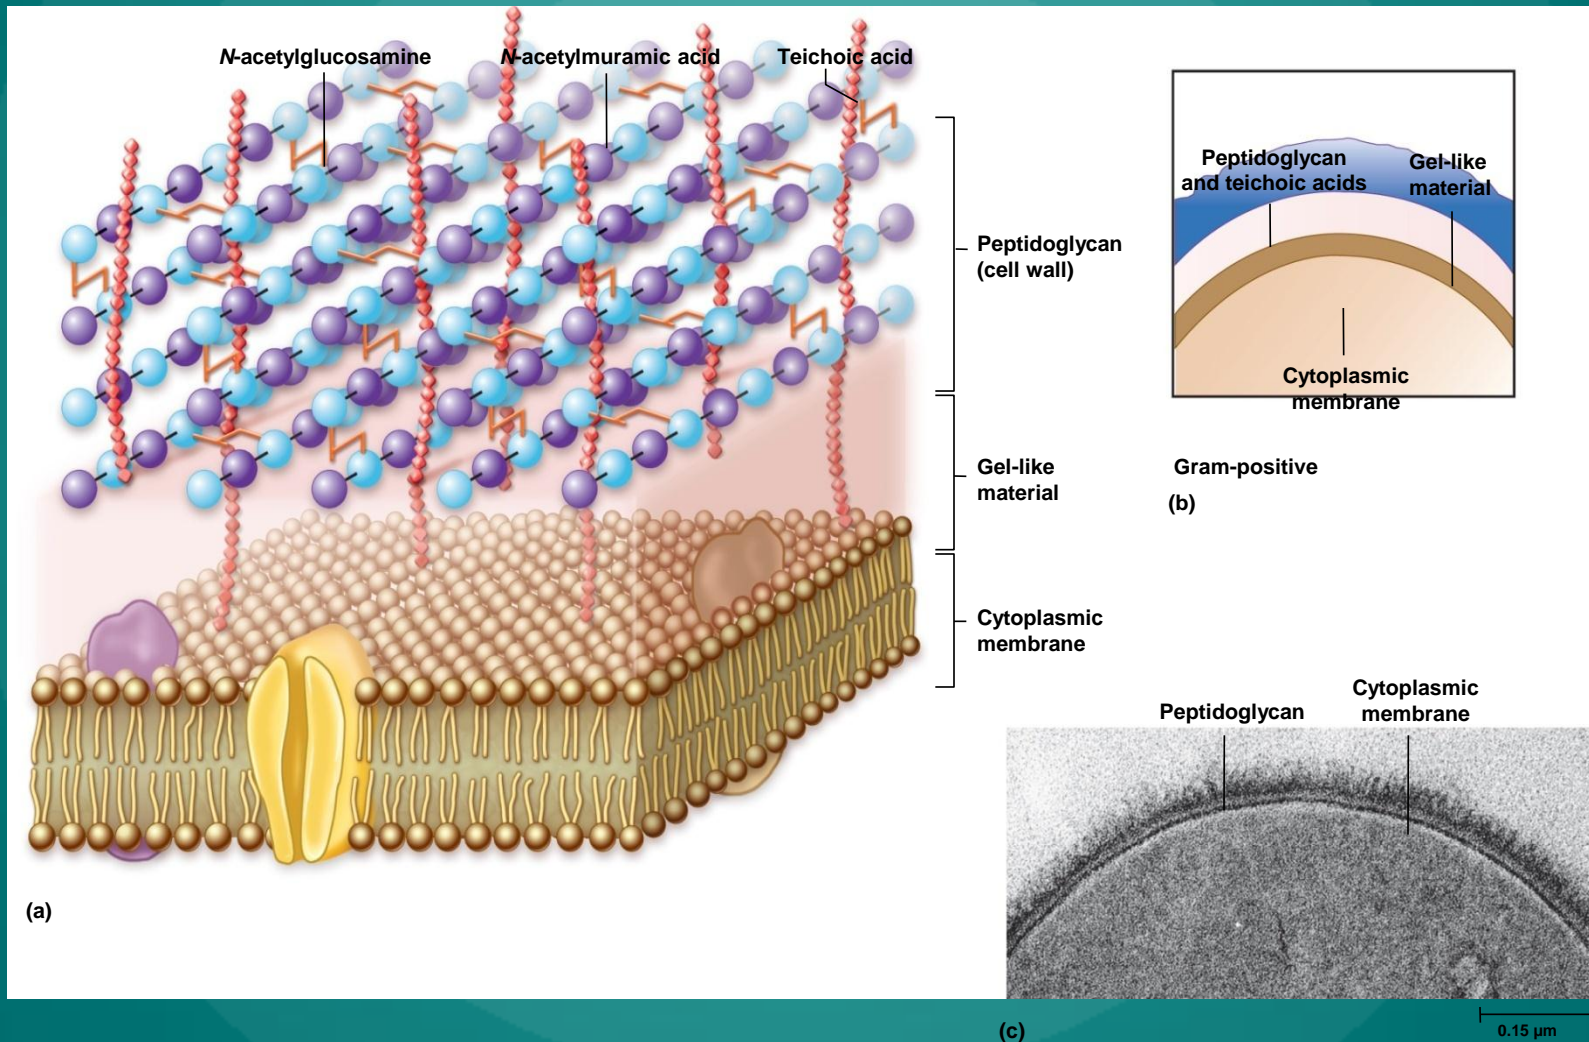 N-acetylglucosamine
N-acetylmuramic acid
Teichoic acid
Peptidoglycan
(cell wall)
Gel-like
material
Cytoplasmic
membrane
(a)
Peptidoglycan
and teichoic acids
Gel-like
material
Cytoplasmic
membrane
Gram-positive
(b)
Peptidoglycan
Cytoplasmic
membrane
(c)
0.15 µm